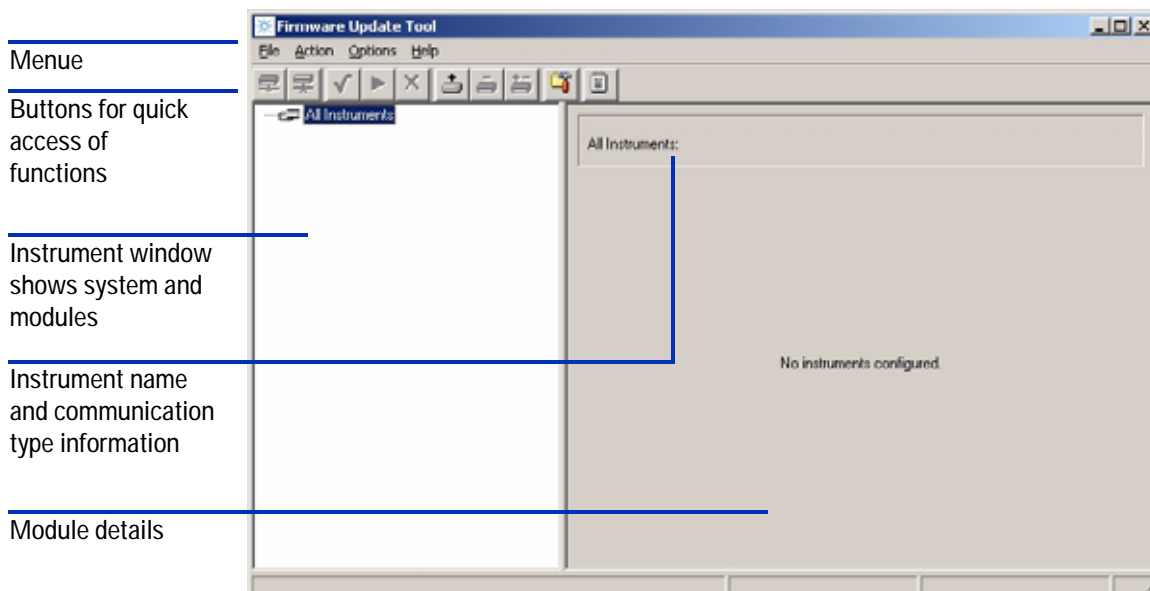 Firmware Update Tool
File Action Options Help
Menue
Buttons for quick
access of
functions
All Instruments
All Instruments:
Instrument window
shows system and
modules
No instruments configured.
Instrument name
and communication
type information
Module details